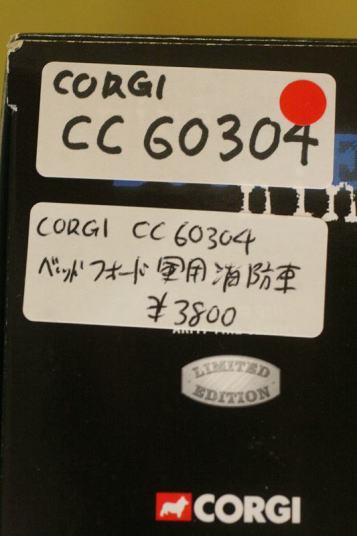 CORGI
CC 60304
CORGI CC 60304
ベッドフォード 軍用 消防車
¥3800
LIMITED
EDITION
CORGI